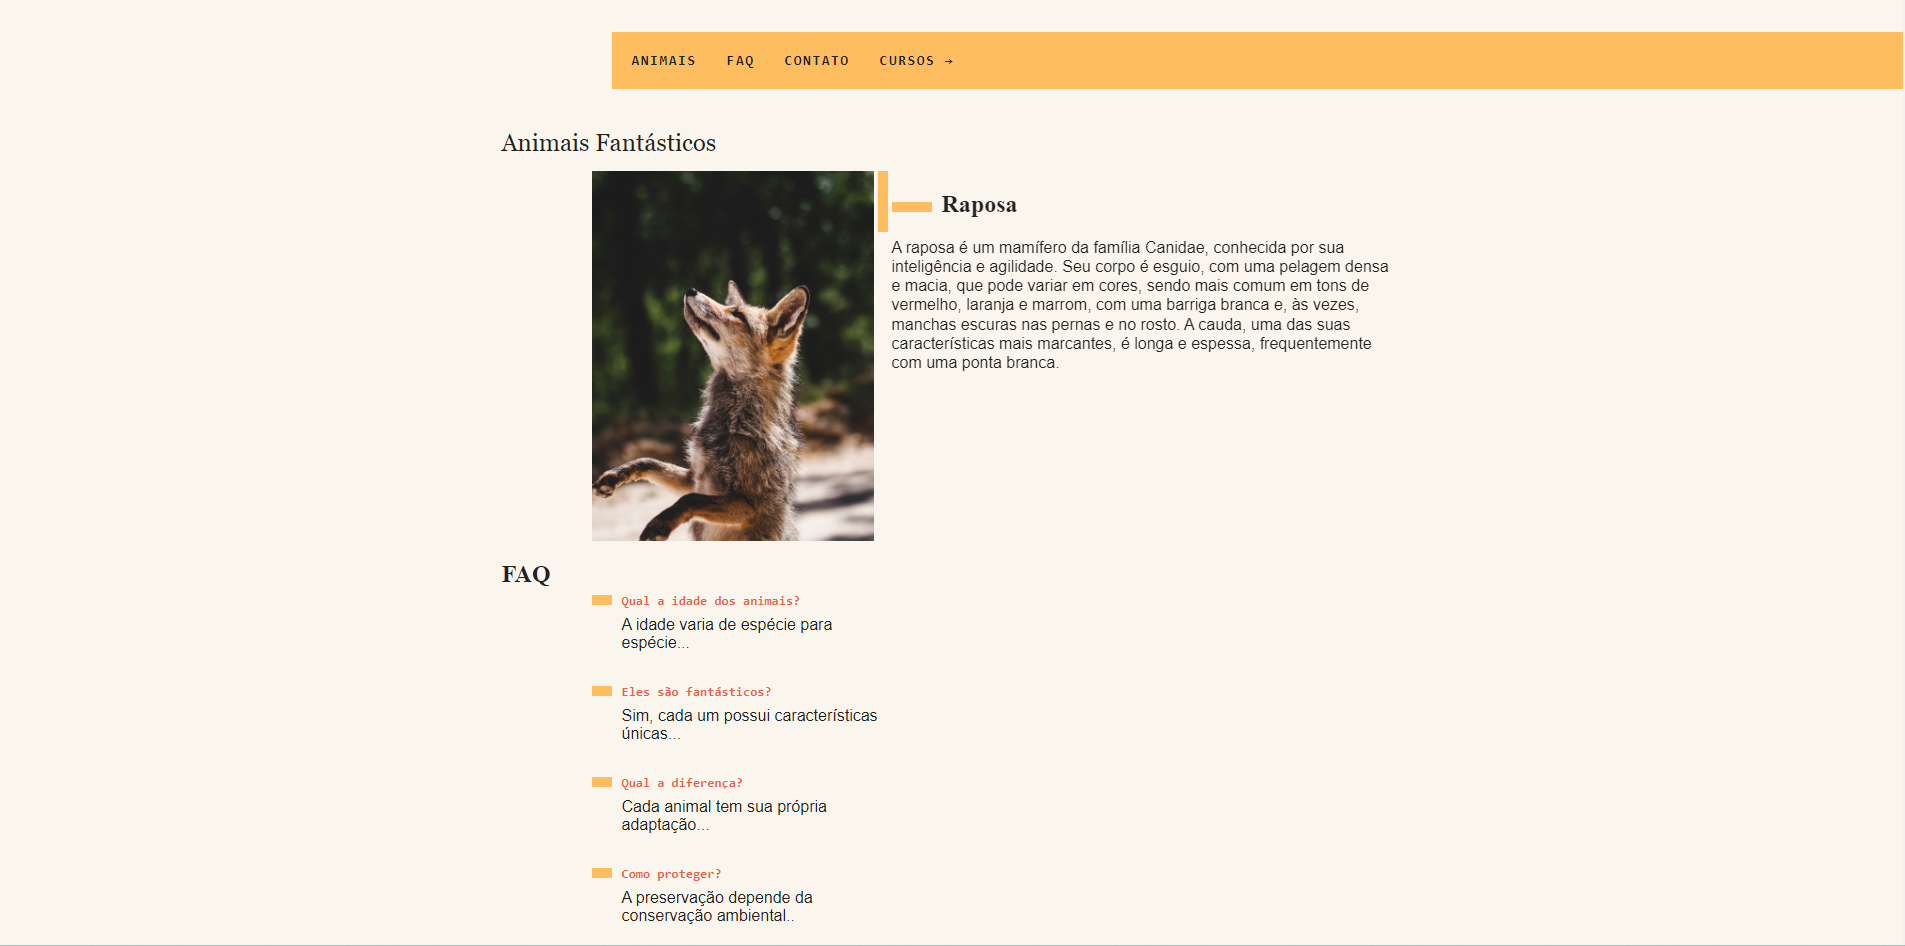 ANIMAIS FAQ CONTATO CURSOS →
Animais Fantásticos
Raposa
A raposa é um mamífero da família Canidae, conhecida por sua
inteligência e agilidade. Seu corpo é esguio, com uma pelagem densa
e macia, que pode variar em cores, sendo mais comum em tons de
vermelho, laranja e marrom, com uma barriga branca e, às vezes,
manchas escuras nas pernas e no rosto. A cauda, uma das suas
características mais marcantes, é longa e espessa, frequentemente
com uma ponta branca.
FAQ
Qual a idade dos animais?
A idade varia de espécie para
espécie...
Eles são fantásticos?
Sim, cada um possui características
únicas...
Qual a diferença?
Cada animal tem sua própria
adaptação...
Como proteger?
A preservação depende da
conservação ambiental..